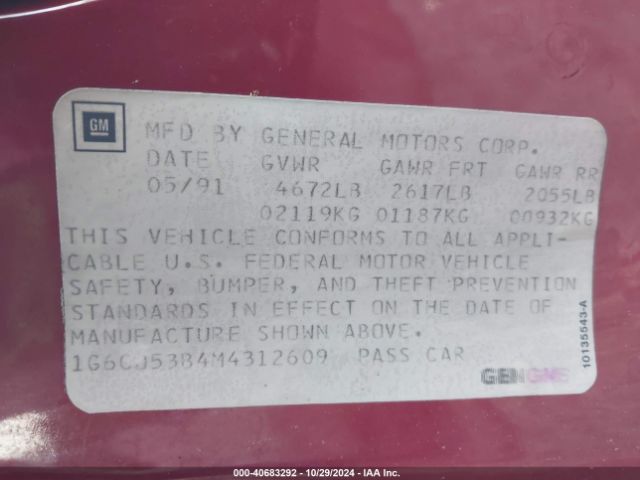 GM
MFD BY GENERAL MOTORS CORP.
DATE GVWR GAWR FRT GAWR RR
05/91 4672LB 2617LB 2055LB
02119KG 01187KG 00932KG
THIS VEHICLE CONFORMS TO ALL APPLI-
CABLE U.S. FEDERAL MOTOR VEHICLE
SAFETY, BUMPER, AND THEFT PREVENTION
STANDARDS IN EFFECT ON THE DATE OF
MANUFACTURE SHOWN ABOVE.
1G6CD53B4M4312609 PASS CAR
10135543-A
000-40683292 - 10/29/2024 - IAA Inc.